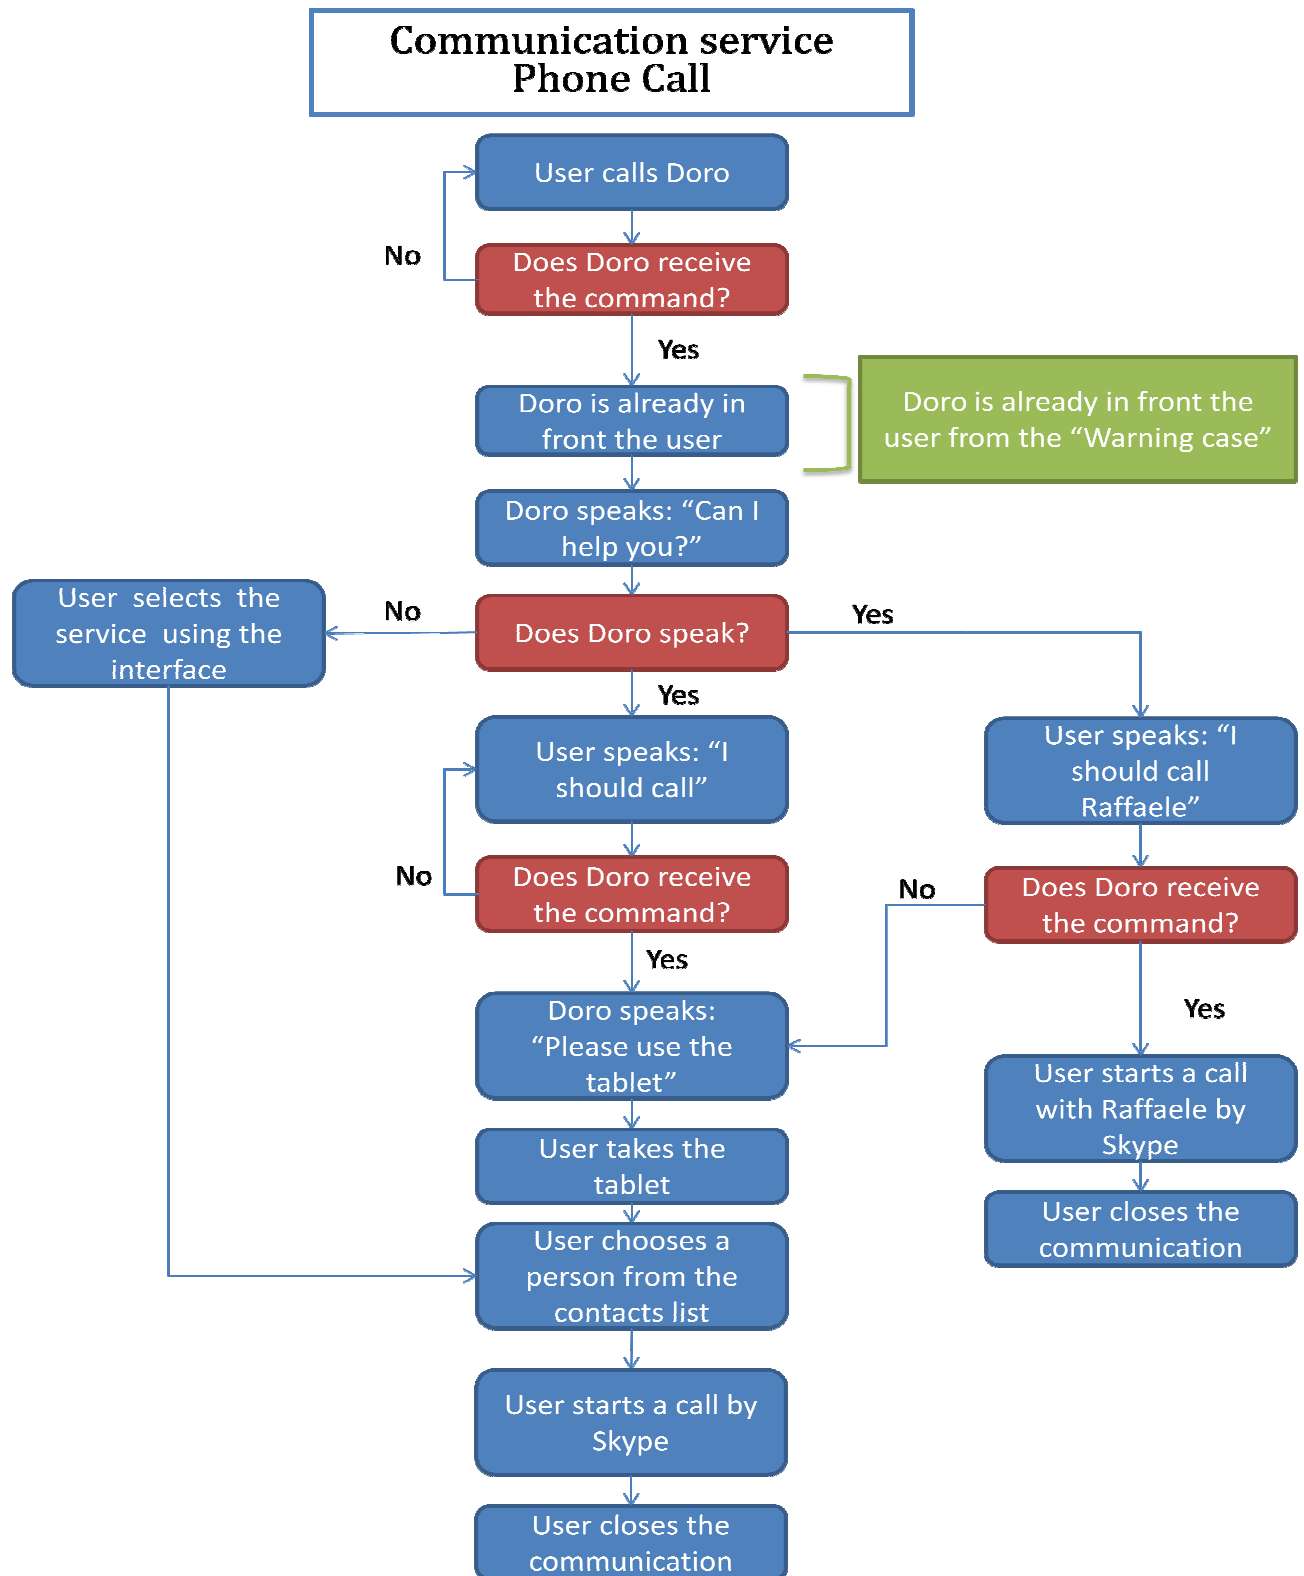 Communication service
Phone Call
User calls Doro
No
Does Doro receive
the command?
Yes
Doro is already in
front the user
Doro is already in front the
user from the “Warning case”
Doro speaks: “Can I
help you?”
User selects the
service using the
interface
No
Does Doro speak?
Yes
Yes
User speaks: “I
should call”
User speaks: “I
should call
Raffaele”
No
Does Doro receive
the command?
No
Does Doro receive
the command?
Yes
Yes
Doro speaks:
“Please use the
tablet”
User starts a call
with Raffaele by
Skype
User takes the
tablet
User closes the
communication
User chooses a
person from the
contacts list
User starts a call by
Skype
User closes the
communication